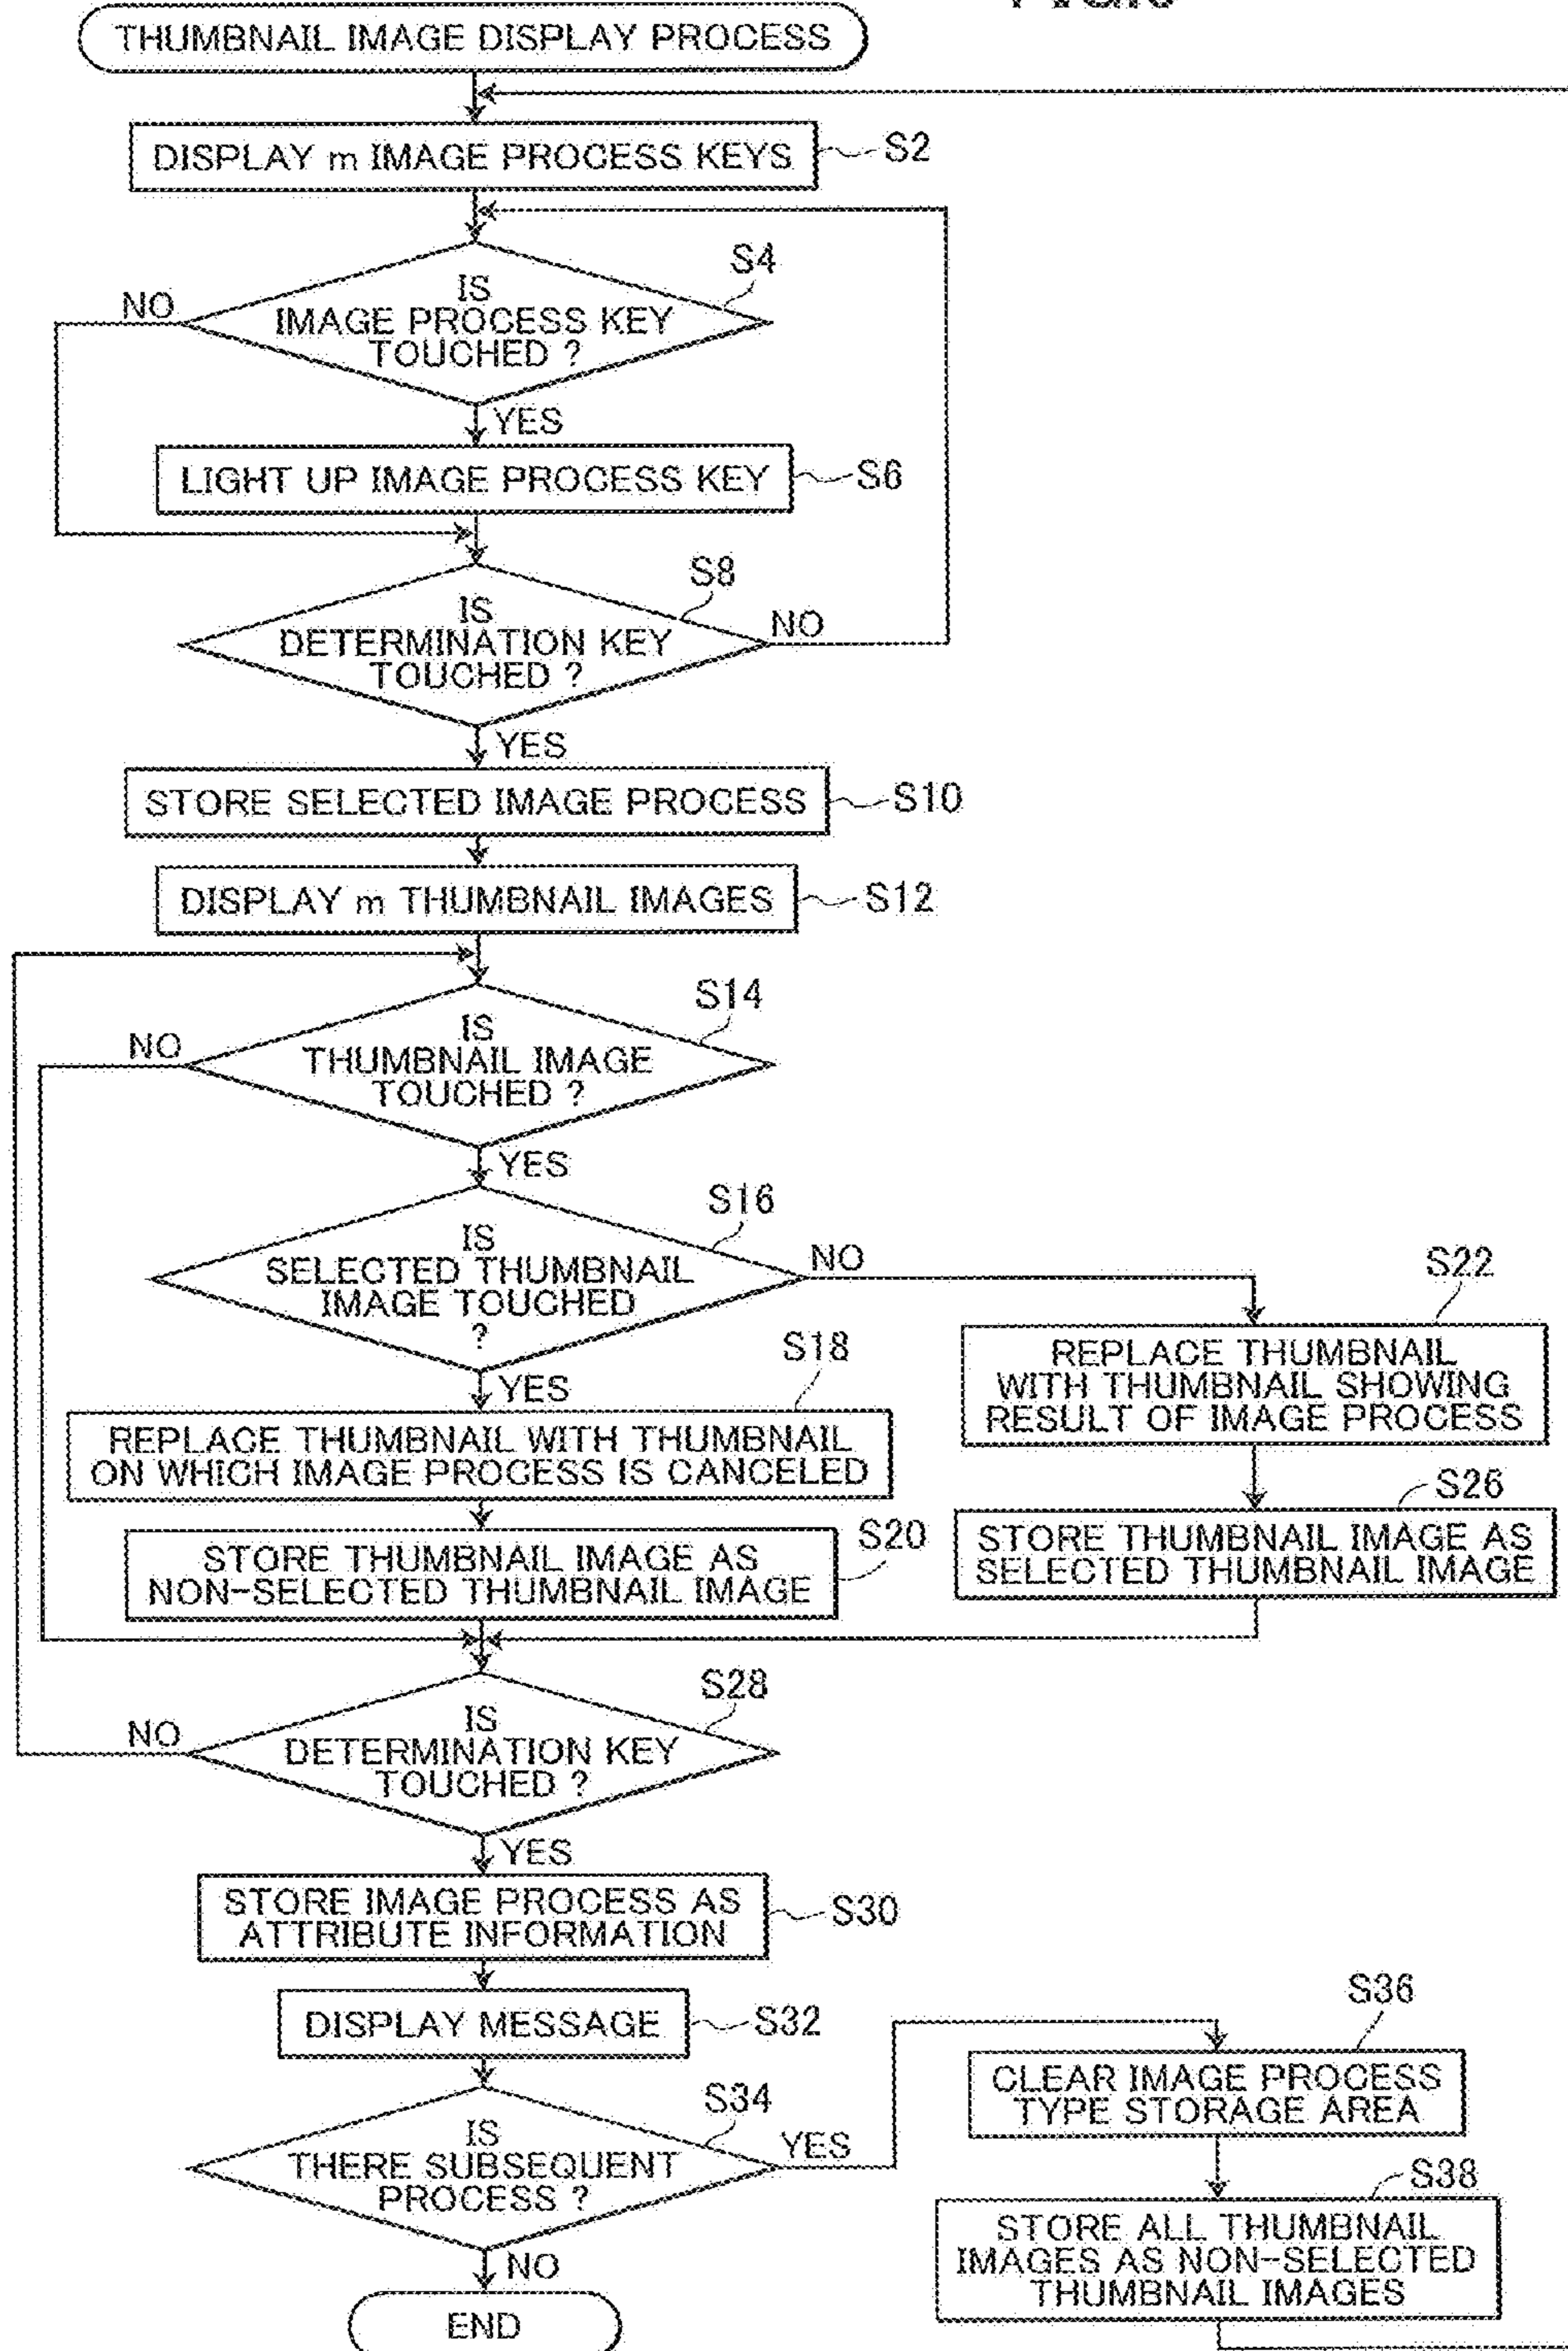 THUMBNAIL IMAGE DISPLAY PROCESS
DISPLAY m IMAGE PROCESS KEYS
S2
S4
IS
IMAGE PROCESS KEY
TOUCHED ?
NO
YES
LIGHT UP IMAGE PROCESS KEY
S6
S8
IS
DETERMINATION KEY
TOUCHED ?
NO
YES
STORE SELECTED IMAGE PROCESS
S10
DISPLAY m THUMBNAIL IMAGES
S12
S14
IS
THUMBNAIL IMAGE
TOUCHED ?
NO
YES
S16
IS
SELECTED THUMBNAIL
IMAGE TOUCHED
?
NO
YES
S18
REPLACE THUMBNAIL WITH THUMBNAIL
ON WHICH IMAGE PROCESS IS CANCELED
S20
STORE THUMBNAIL IMAGE AS
NON-SELECTED THUMBNAIL IMAGE
S22
REPLACE THUMBNAIL
WITH THUMBNAIL SHOWING
RESULT OF IMAGE PROCESS
S26
STORE THUMBNAIL IMAGE AS
SELECTED THUMBNAIL IMAGE
S28
IS
DETERMINATION KEY
TOUCHED ?
NO
YES
STORE IMAGE PROCESS AS
ATTRIBUTE INFORMATION
S30
DISPLAY MESSAGE
S32
S34
IS
THERE SUBSEQUENT
PROCESS ?
YES
NO
END
S36
CLEAR IMAGE PROCESS
TYPE STORAGE AREA
S38
STORE ALL THUMBNAIL
IMAGES AS NON-SELECTED
THUMBNAIL IMAGES